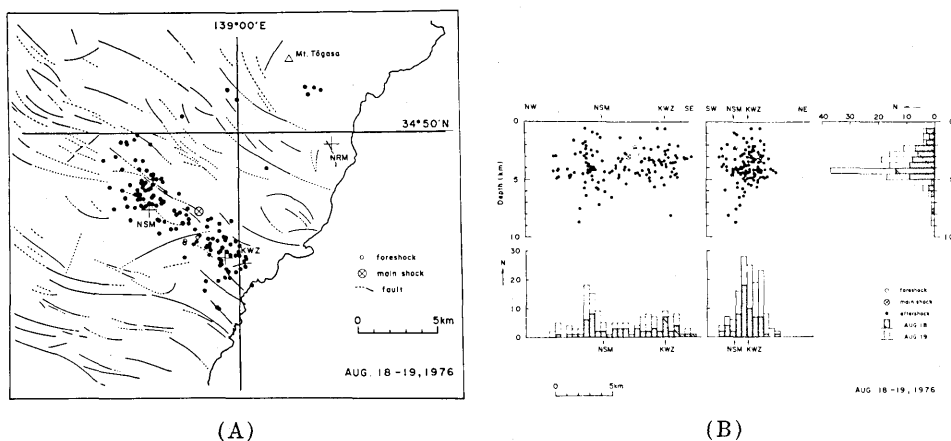 139°00'E
Mt. Tōgasa
34°50'N
NRM
NSM
KWZ
foreshock
main shock
fault
0 5km
AUG. 18-19, 1976
(A)
NW NSM KWZ SE SW NSM KWZ NE
N
40 30 20 10 0
Depth (km)
0
5
10
0
5
10
N
30
20
10
0
NSM KWZ NSM KWZ
foreshock
main shock
aftershock
AUG. 18
AUG. 19
0 5km
AUG 18-19, 1976
(B)